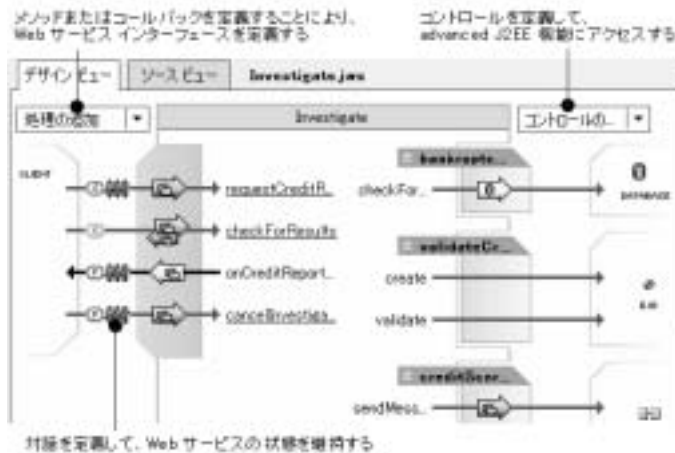 メソッドまたはコールバックを定義することにより、
Web サービス インターフェースを定義する
コントロールを定義して、
advanced J2EE 機能にアクセスする
デザイン ビュー
ソース ビュー
Investigate.jws
処理の追加
Investigate
コントロールの...
CLIENT
bankruptc...
requestCreditR...
checkFor...
DATABASE
checkForResults
validateCr...
onCreditReport...
create
EJB
cancelInvestiga...
validate
creditScor...
sendMess...
対話を定義して、Web サービスの状態を維持する